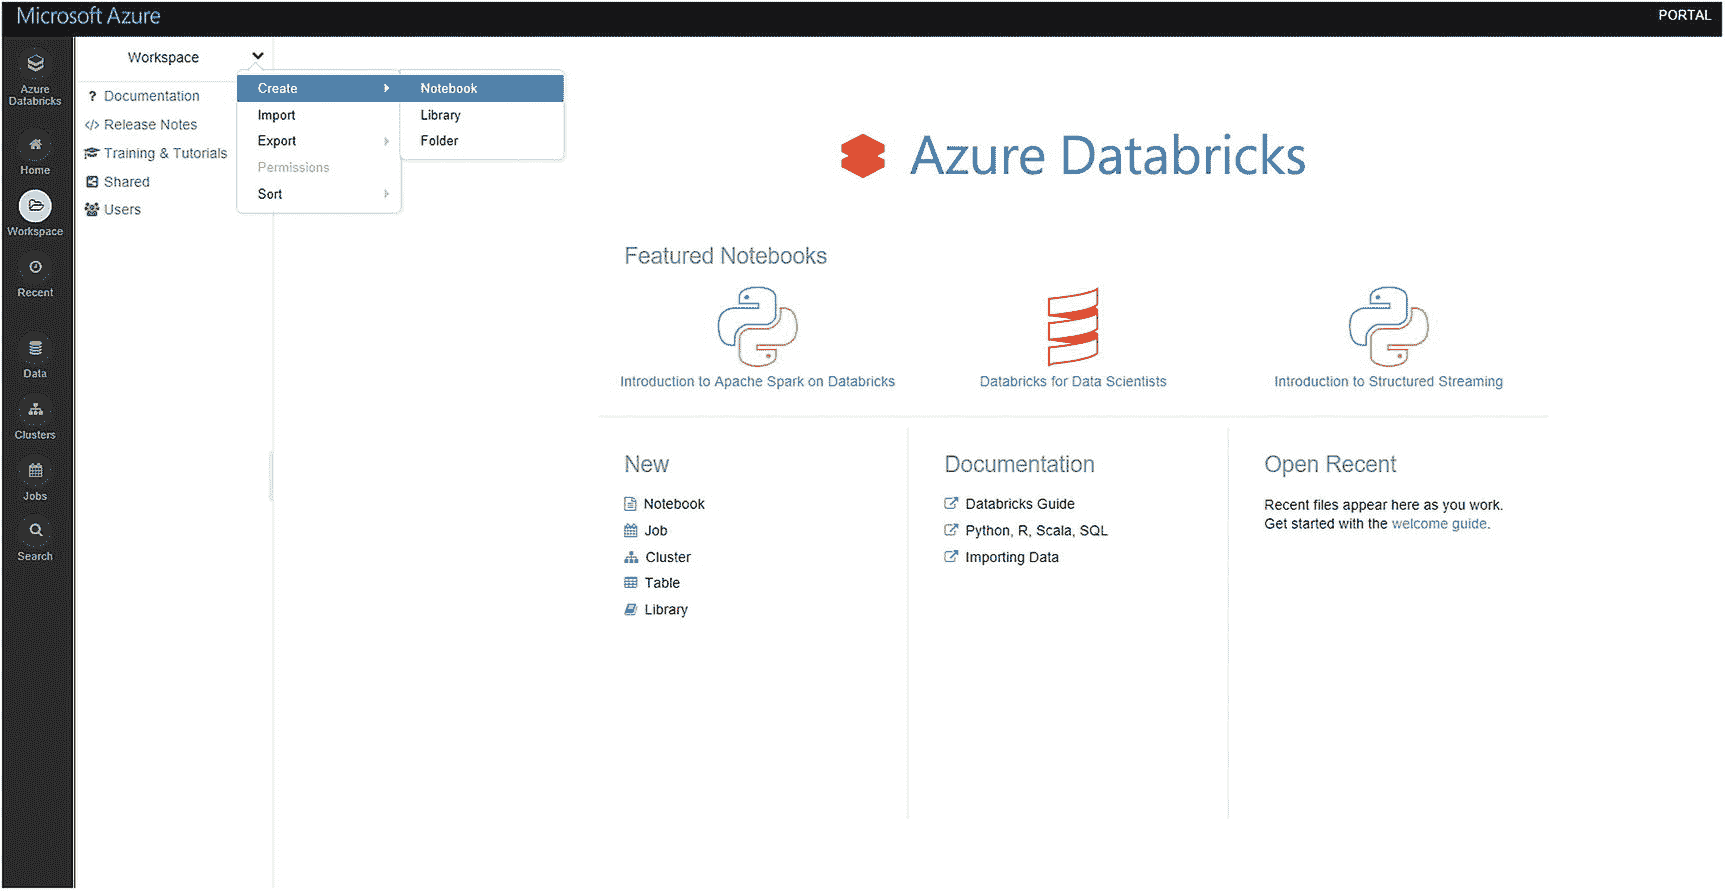 Microsoft Azure
PORTAL
Azure
Databricks
Home
Workspace
Recent
Data
Clusters
Jobs
Search
Workspace
? Documentation
</> Release Notes
Training & Tutorials
Shared
Users
Create
Import
Export
Permissions
Sort
Notebook
Library
Folder
Azure Databricks
Featured Notebooks
Introduction to Apache Spark on Databricks
Databricks for Data Scientists
Introduction to Structured Streaming
New
Notebook
Job
Cluster
Table
Library
Documentation
Databricks Guide
Python, R, Scala, SQL
Importing Data
Open Recent
Recent files appear here as you work.
Get started with the welcome guide.